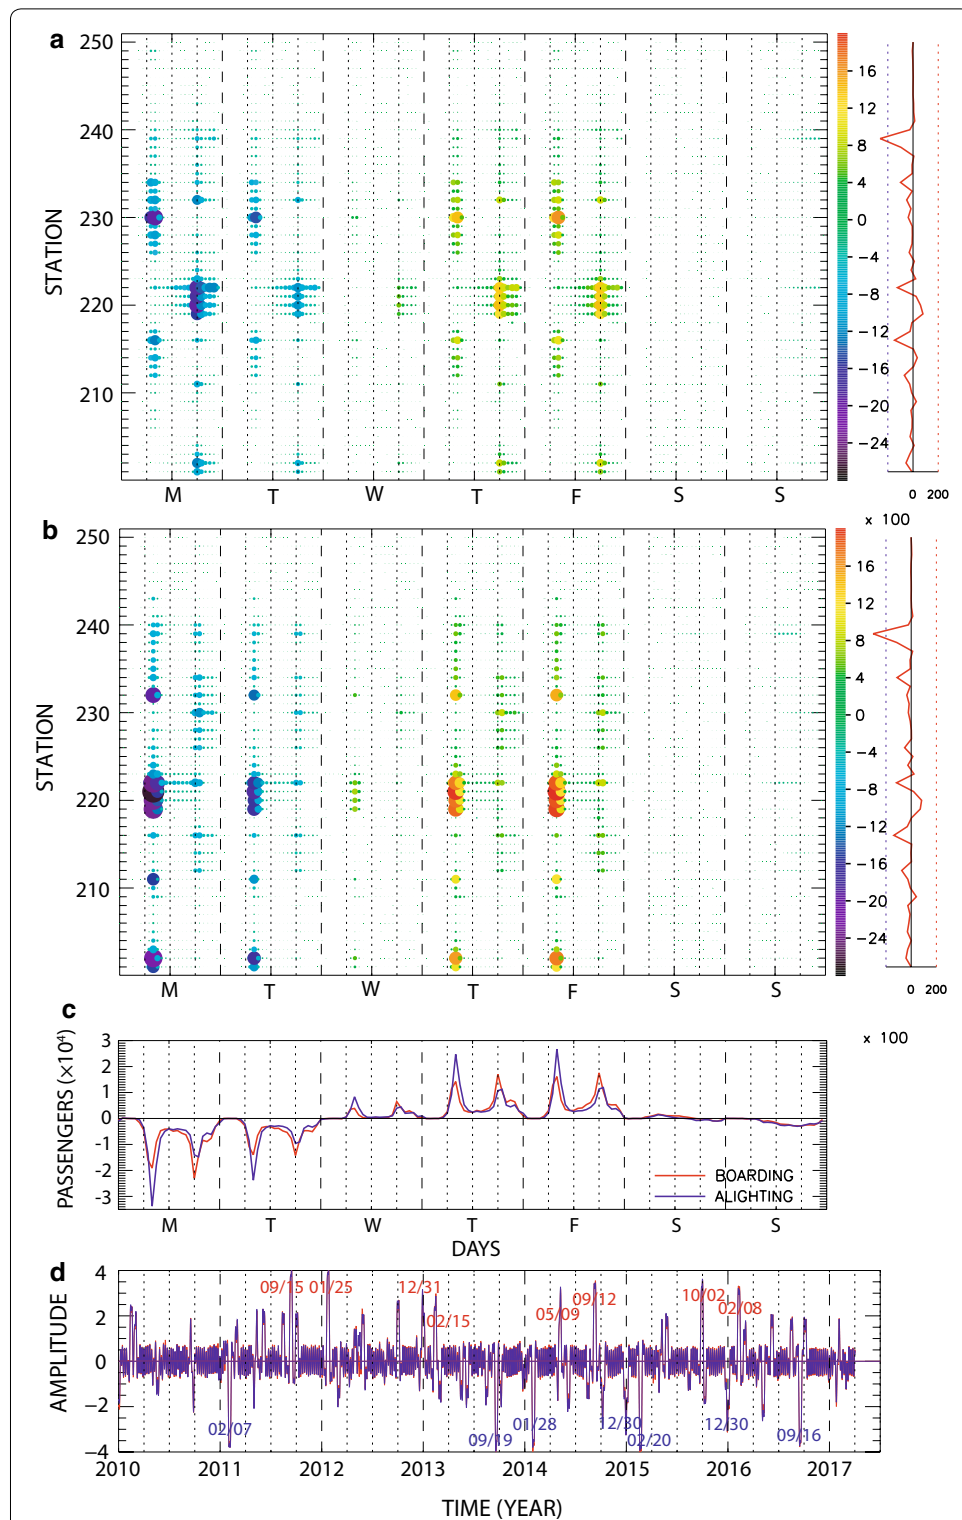 a
250
240
230
220
210
STATION
M T W T F S S
16
12
8
4
0
−4
−8
−12
−16
−20
−24
0 200
x 100
b
250
240
230
220
210
STATION
M T W T F S S
16
12
8
4
0
−4
−8
−12
−16
−20
−24
0 200
x 100
c
3
2
1
0
−1
−2
−3
PASSENGERS (×10⁴)
BOARDING
ALIGHTING
M T W T F S S
DAYS
d
4
2
0
−2
−4
AMPLITUDE
09/15 01/25 12/31 02/15 05/09 09/12 10/02 02/08
02/07 09/19 01/28 12/30 02/20 12/30 09/16
2010 2011 2012 2013 2014 2015 2016 2017
TIME (YEAR)